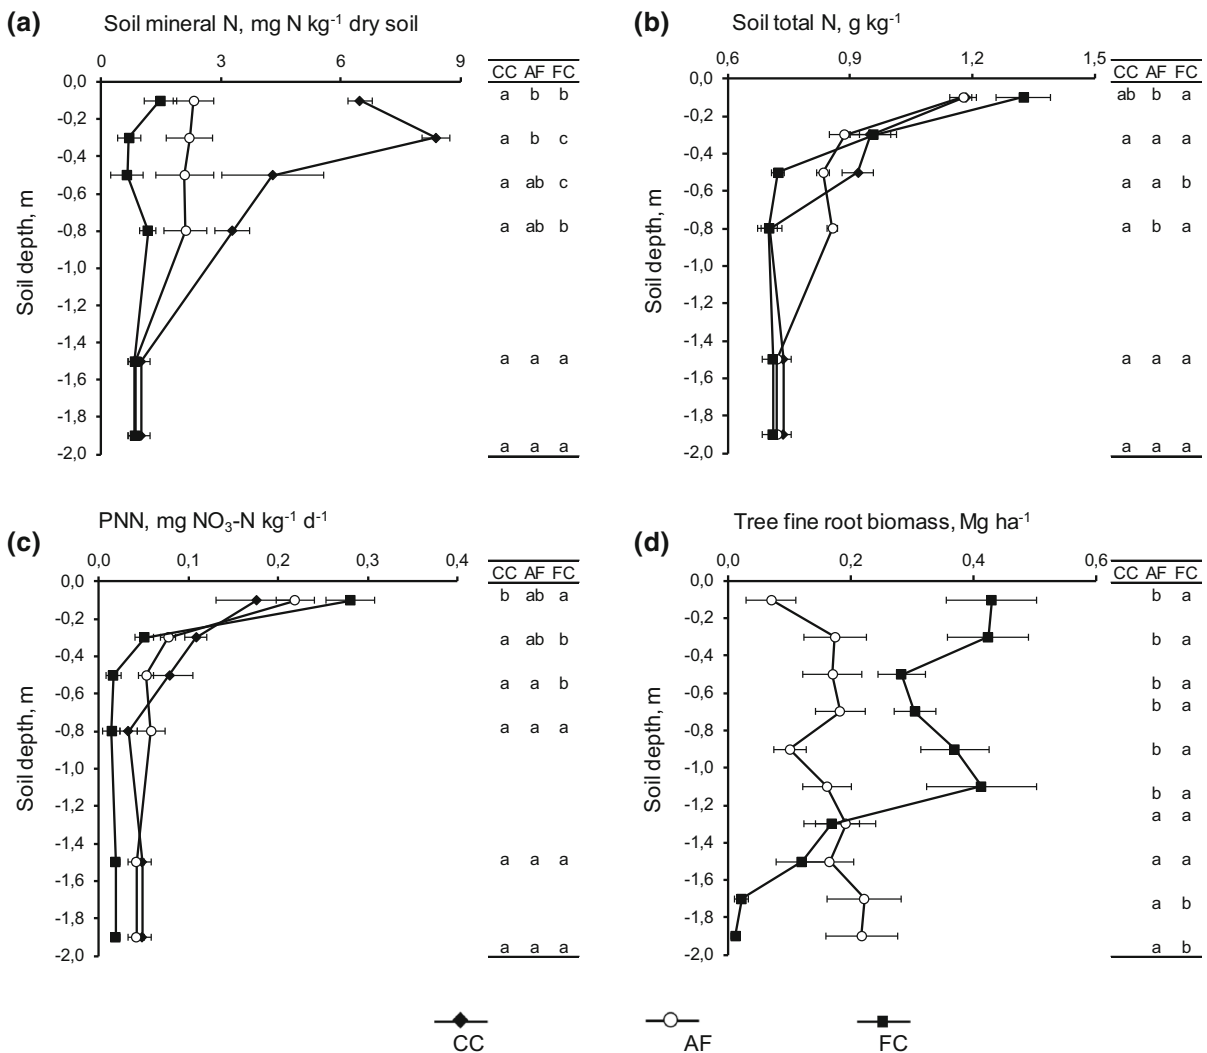 (a) Soil mineral N, mg N kg⁻¹ dry soil
0 3 6 9
CC AF FC
0,0
a b b
-0,2
a b c
-0,4
a ab c
-0,6
a ab b
-0,8
-1,0
-1,2
-1,4
a a a
-1,6
-1,8
a a a
-2,0
Soil depth, m
(b) Soil total N, g kg⁻¹
0,6 0,9 1,2 1,5
CC AF FC
0,0
ab b a
-0,2
a a a
-0,4
a a b
-0,6
a b a
-0,8
-1,0
-1,2
-1,4
a a a
-1,6
-1,8
a a a
-2,0
Soil depth, m
(c) PNN, mg NO₃-N kg⁻¹ d⁻¹
0,0 0,1 0,2 0,3 0,4
CC AF FC
0,0
b ab a
-0,2
a ab b
-0,4
a a b
-0,6
a a a
-0,8
-1,0
-1,2
-1,4
a a a
-1,6
-1,8
a a a
-2,0
Soil depth, m
(d) Tree fine root biomass, Mg ha⁻¹
0,0 0,2 0,4 0,6
CC AF FC
0,0
b a
-0,2
b a
-0,4
b a
-0,6
b a
-0,8
b a
-1,0
b a
-1,2
a a
-1,4
a a
-1,6
a b
-1,8
a b
-2,0
Soil depth, m
CC AF FC